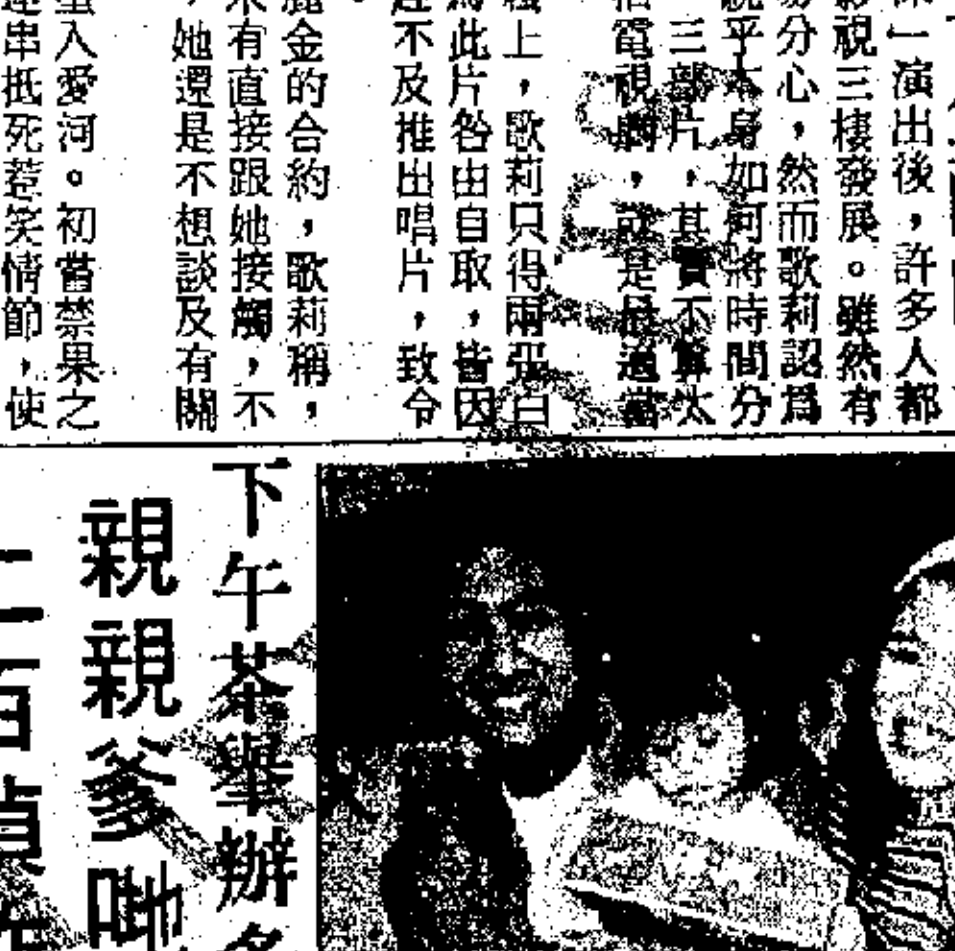 」演出後，許多人都
影視三棲發展。雖然有
分心，然而歌莉認爲
平本身如何將時間分
三部片，其實不算太
電視網，就是最適當
上，歌莉只得兩張白
此片咎由自取，皆因
不及推出唱片，致令
金的合約，歌莉稱，
有直接跟她接觸，不
她還是不想談及有關
入愛河。初嘗禁果之
連串抵死惹笑情節，使
下午茶舉辦
親親爹哋